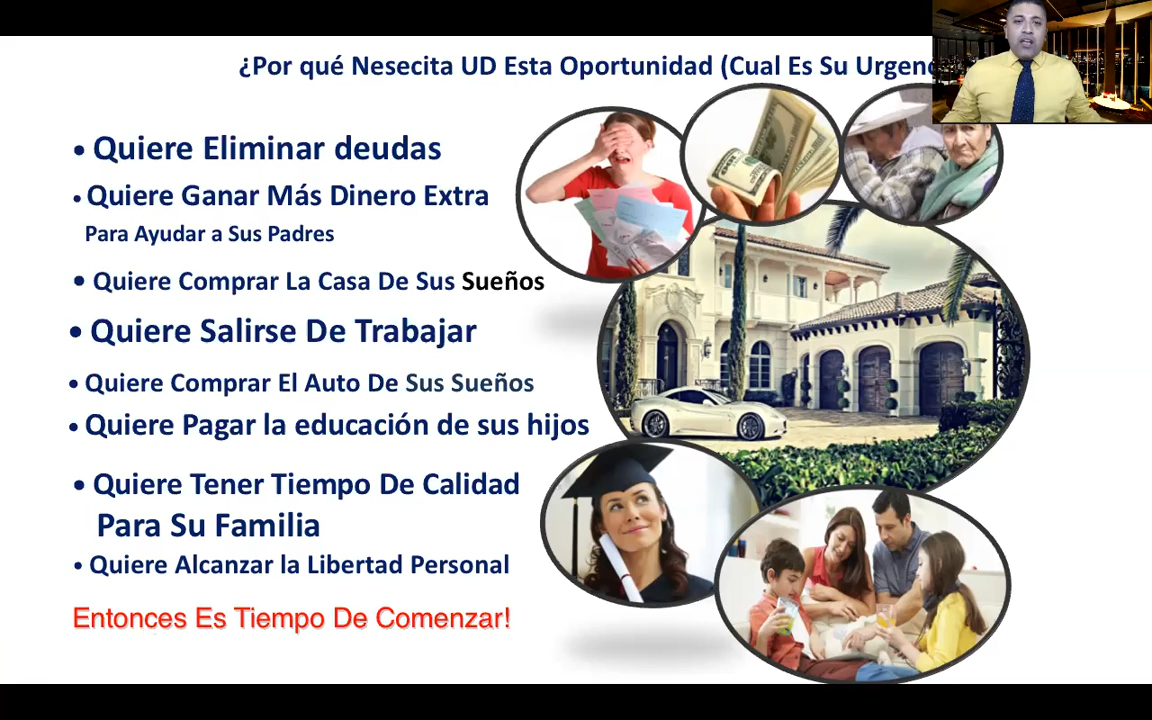 ¿Por qué Nesecita UD Esta Oportunidad (Cual Es Su
• Quiere Eliminar deudas
• Quiere Ganar Más Dinero Extra
Para Ayudar a Sus Padres
• Quiere Comprar La Casa De Sus Sueños
• Quiere Salirse De Trabajar
• Quiere Comprar El Auto De Sus Sueños
• Quiere Pagar la educación de sus hijos
• Quiere Tener Tiempo De Calidad
Para Su Familia
• Quiere Alcanzar la Libertad Personal
Entonces Es Tiempo De Comenzar!